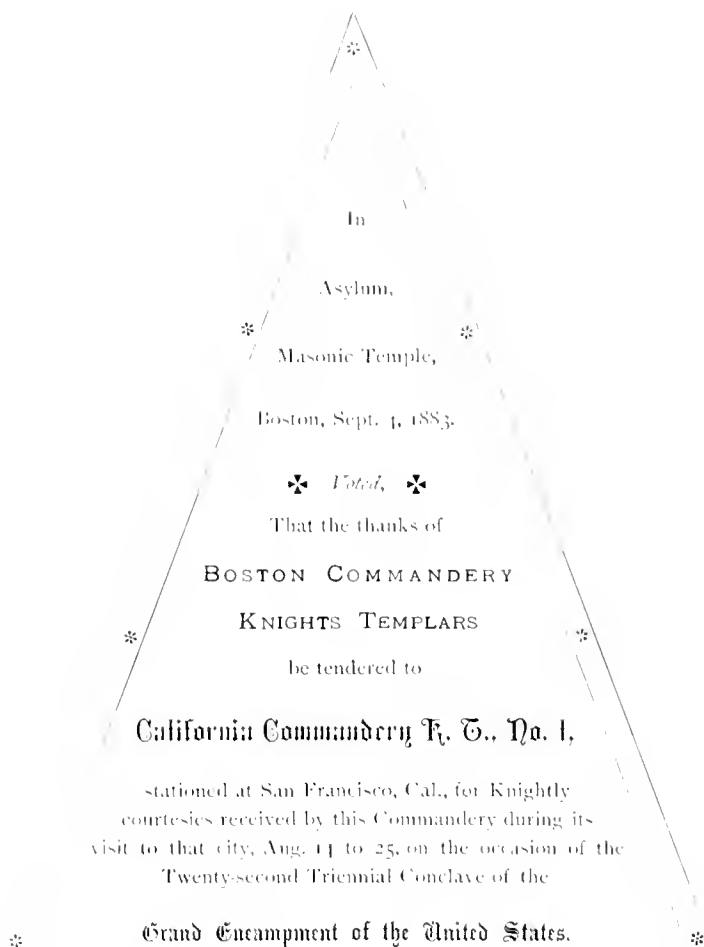 In
Asylum,
Masonic Temple,
Boston, Sept. 4, 1883.
Voted,
That the thanks of
BOSTON COMMANDERY
KNIGHTS TEMPLARS
be tendered to
California Commandery K. T., No. 1,
stationed at San Francisco, Cal., for Knightly
courtesies received by this Commandery during its
visit to that city, Aug. 14 to 25, on the occasion of the
Twenty-second Triennial Conclave of the
Grand Encampment of the United States.